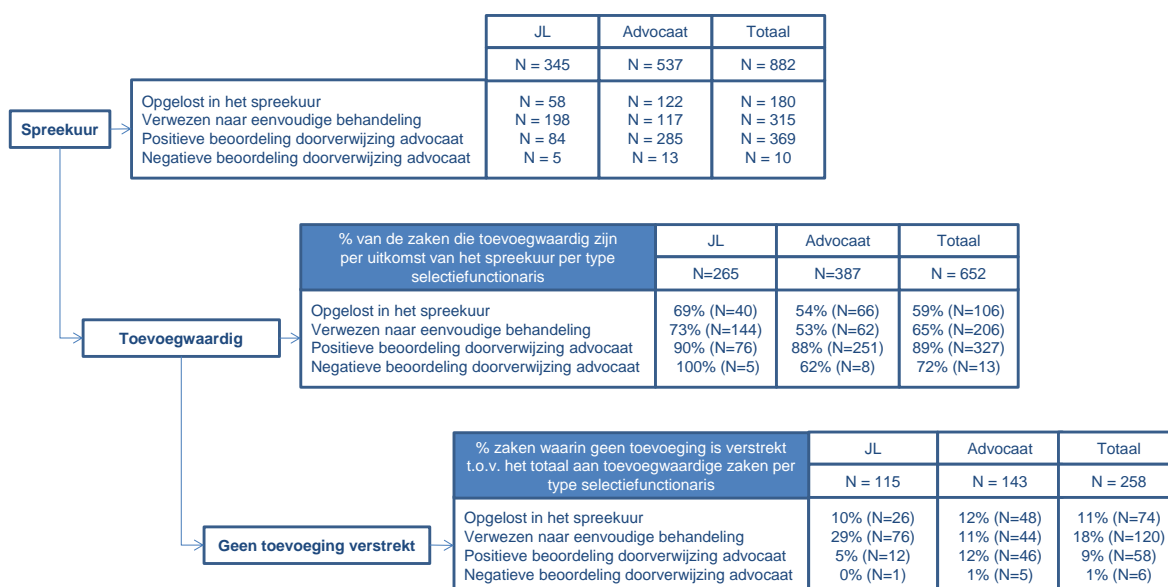 JL Advocaat Totaal
N = 345 N = 537 N = 882
Spreekuur
Opgelost in het spreekuur N = 58 N = 122 N = 180
Verwezen naar eenvoudige behandeling N = 198 N = 117 N = 315
Positieve beoordeling doorverwijzing advocaat N = 84 N = 285 N = 369
Negatieve beoordeling doorverwijzing advocaat N = 5 N = 13 N = 10
% van de zaken die toevoegwaardig zijn
per uitkomst van het spreekuur per type
selectiefunctionaris
JL Advocaat Totaal
N=265 N=387 N = 652
Toevoegwaardig
Opgelost in het spreekuur 69% (N=40) 54% (N=66) 59% (N=106)
Verwezen naar eenvoudige behandeling 73% (N=144) 53% (N=62) 65% (N=206)
Positieve beoordeling doorverwijzing advocaat 90% (N=76) 88% (N=251) 89% (N=327)
Negatieve beoordeling doorverwijzing advocaat 100% (N=5) 62% (N=8) 72% (N=13)
% zaken waarin geen toevoeging is verstrekt
t.o.v. het totaal aan toevoegwaardige zaken per
type selectiefunctionaris
JL Advocaat Totaal
N = 115 N = 143 N = 258
Geen toevoeging verstrekt
Opgelost in het spreekuur 10% (N=26) 12% (N=48) 11% (N=74)
Verwezen naar eenvoudige behandeling 29% (N=76) 11% (N=44) 18% (N=120)
Positieve beoordeling doorverwijzing advocaat 5% (N=12) 12% (N=46) 9% (N=58)
Negatieve beoordeling doorverwijzing advocaat 0% (N=1) 1% (N=5) 1% (N=6)